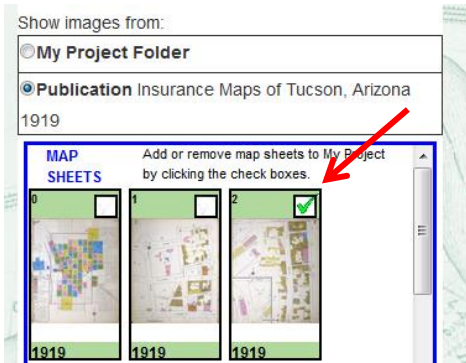 Show images from:
My Project Folder
Publication Insurance Maps of Tucson, Arizona
1919
MAP SHEETS
Add or remove map sheets to My Project
by clicking the check boxes.
0 1 2
1919 1919 1919